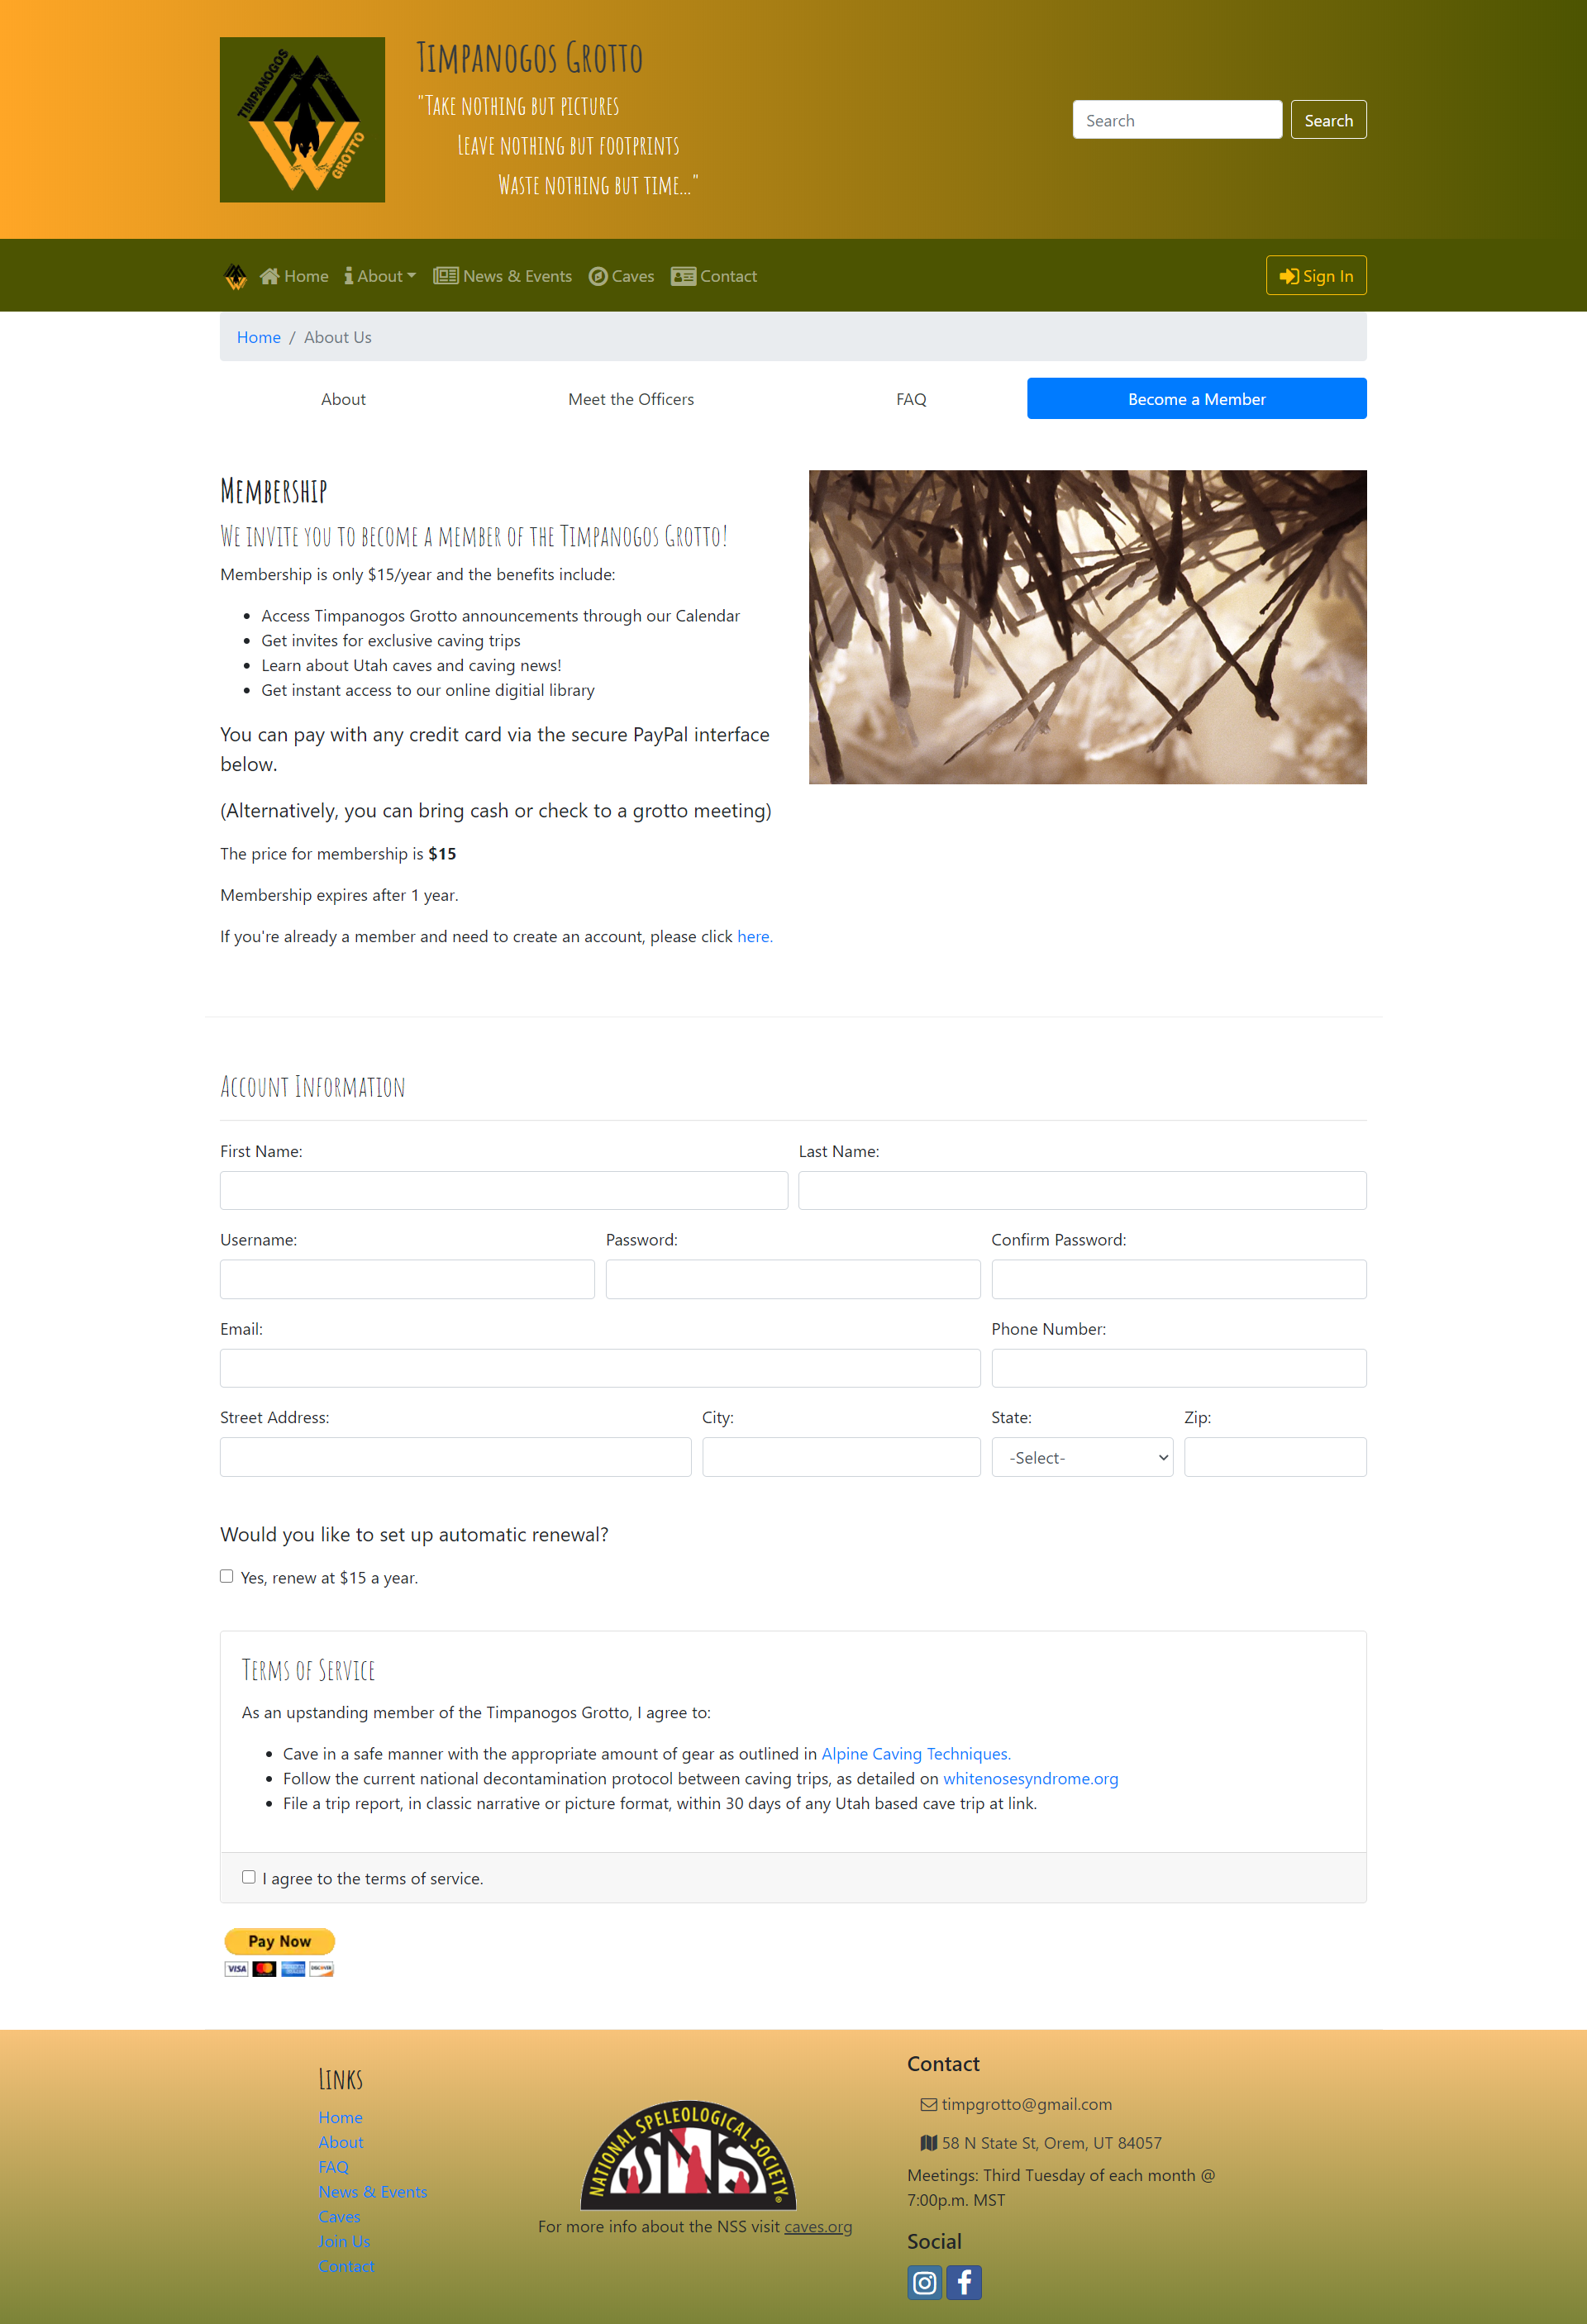 TIMPANOGOS
GROTTO
Timpanogos Grotto
"Take nothing but pictures
Leave nothing but footprints
Waste nothing but time..."
Search Search
Home About News & Events Caves Contact Sign In
Home / About Us
About Meet the Officers FAQ Become a Member
Membership
We invite you to become a member of the Timpanogos Grotto!
Membership is only $15/year and the benefits include:
• Access Timpanogos Grotto announcements through our Calendar
• Get invites for exclusive caving trips
• Learn about Utah caves and caving news!
• Get instant access to our online digitial library
You can pay with any credit card via the secure PayPal interface
below.
(Alternatively, you can bring cash or check to a grotto meeting)
The price for membership is $15
Membership expires after 1 year.
If you're already a member and need to create an account, please click here.
Account Information
First Name: Last Name:
Username: Password: Confirm Password:
Email: Phone Number:
Street Address: City: State: Zip:
-Select-
Would you like to set up automatic renewal?
Yes, renew at $15 a year.
Terms of Service
As an upstanding member of the Timpanogos Grotto, I agree to:
• Cave in a safe manner with the appropriate amount of gear as outlined in Alpine Caving Techniques.
• Follow the current national decontamination protocol between caving trips, as detailed on whitenosesyndrome.org
• File a trip report, in classic narrative or picture format, within 30 days of any Utah based cave trip at link.
I agree to the terms of service.
Pay Now
VISA DISCOVER
Links
Home
About
FAQ
News & Events
Caves
Join Us
Contact
NATIONAL SPELEOLOGICAL SOCIETY
SNS
®
For more info about the NSS visit caves.org
Contact
timpgrotto@gmail.com
58 N State St, Orem, UT 84057
Meetings: Third Tuesday of each month @
7:00p.m. MST
Social